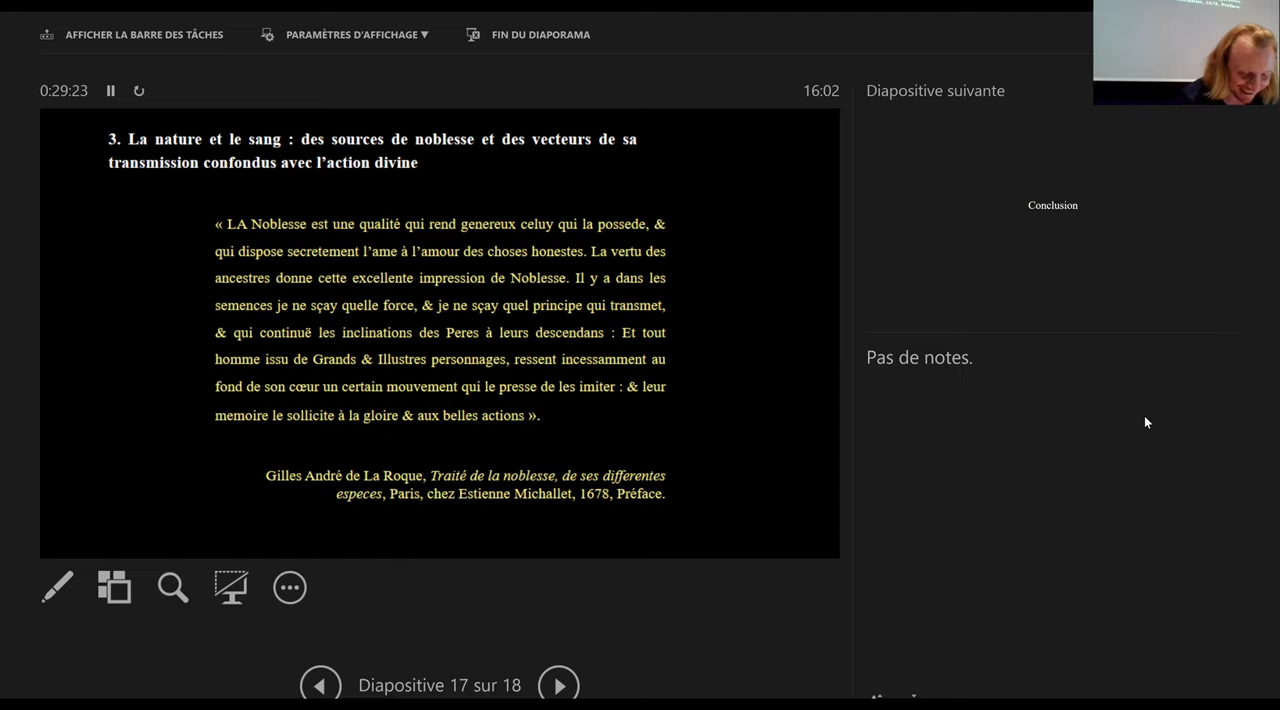 AFFICHER LA BARRE DES TÂCHES PARAMÈTRES D'AFFICHAGE ▼ FIN DU DIAPORAMA
0:29:23 16:02 Diapositive suivante
3. La nature et le sang : des sources de noblesse et des vecteurs de sa
transmission confondus avec l'action divine
« LA Noblesse est une qualité qui rend genereux celuy qui la possede, &
qui dispose secretement l'ame à l'amour des choses honestes. La vertu des
ancestres donne cette excellente impression de Noblesse. Il y a dans les
semences je ne sçay quelle force, & je ne sçay quel principe qui transmet,
& qui continuë les inclinations des Peres à leurs descendans : Et tout
homme issu de Grands & Illustres personnages, ressent incessamment au
fond de son cœur un certain mouvement qui le presse de les imiter : & leur
memoire le sollicite à la gloire & aux belles actions ».
Gilles André de La Roque, Traité de la noblesse, de ses differentes
especes, Paris, chez Estienne Michallet, 1678, Préface.
Conclusion
Pas de notes.
Diapositive 17 sur 18